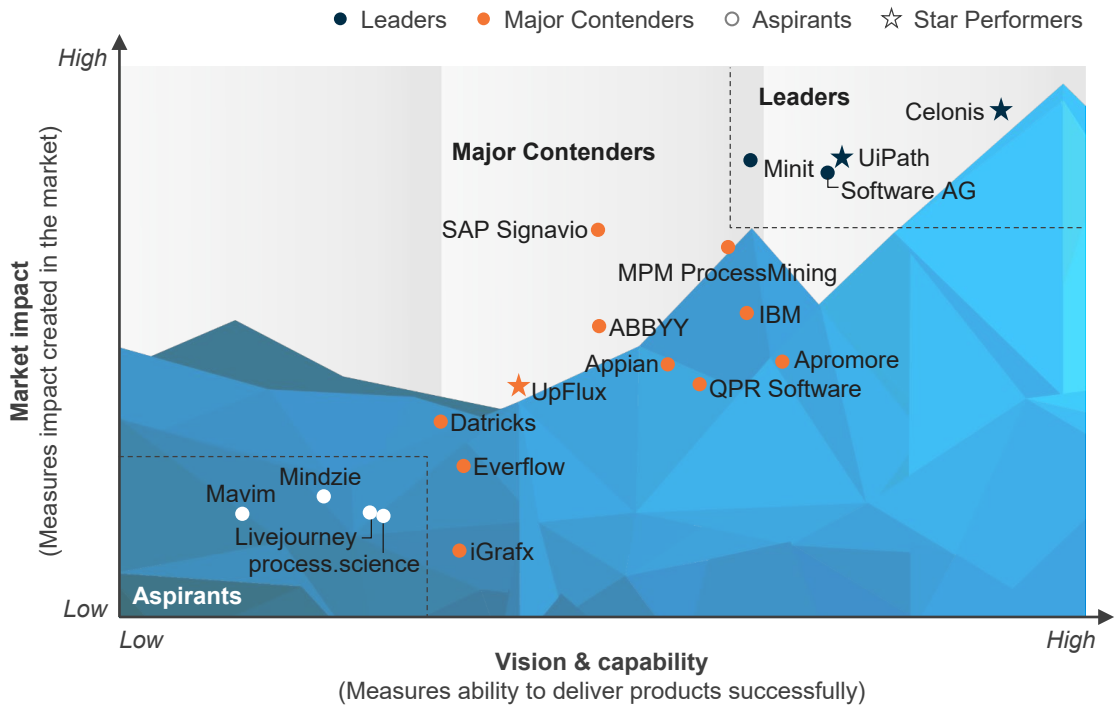 Leaders
Major Contenders
Aspirants
Star Performers
High
Leaders
Celonis
Major Contenders
Minit
UiPath
Software AG
SAP Signavio
MPM ProcessMining
IBM
ABBYY
Appian
Apromore
UpFlux
QPR Software
Datricks
Everflow
Mindzie
Mavim
Livejourney
process.science
iGrafx
Aspirants
Market impact
(Measures impact created in the market)
Low
Low
High
Vision & capability
(Measures ability to deliver products successfully)